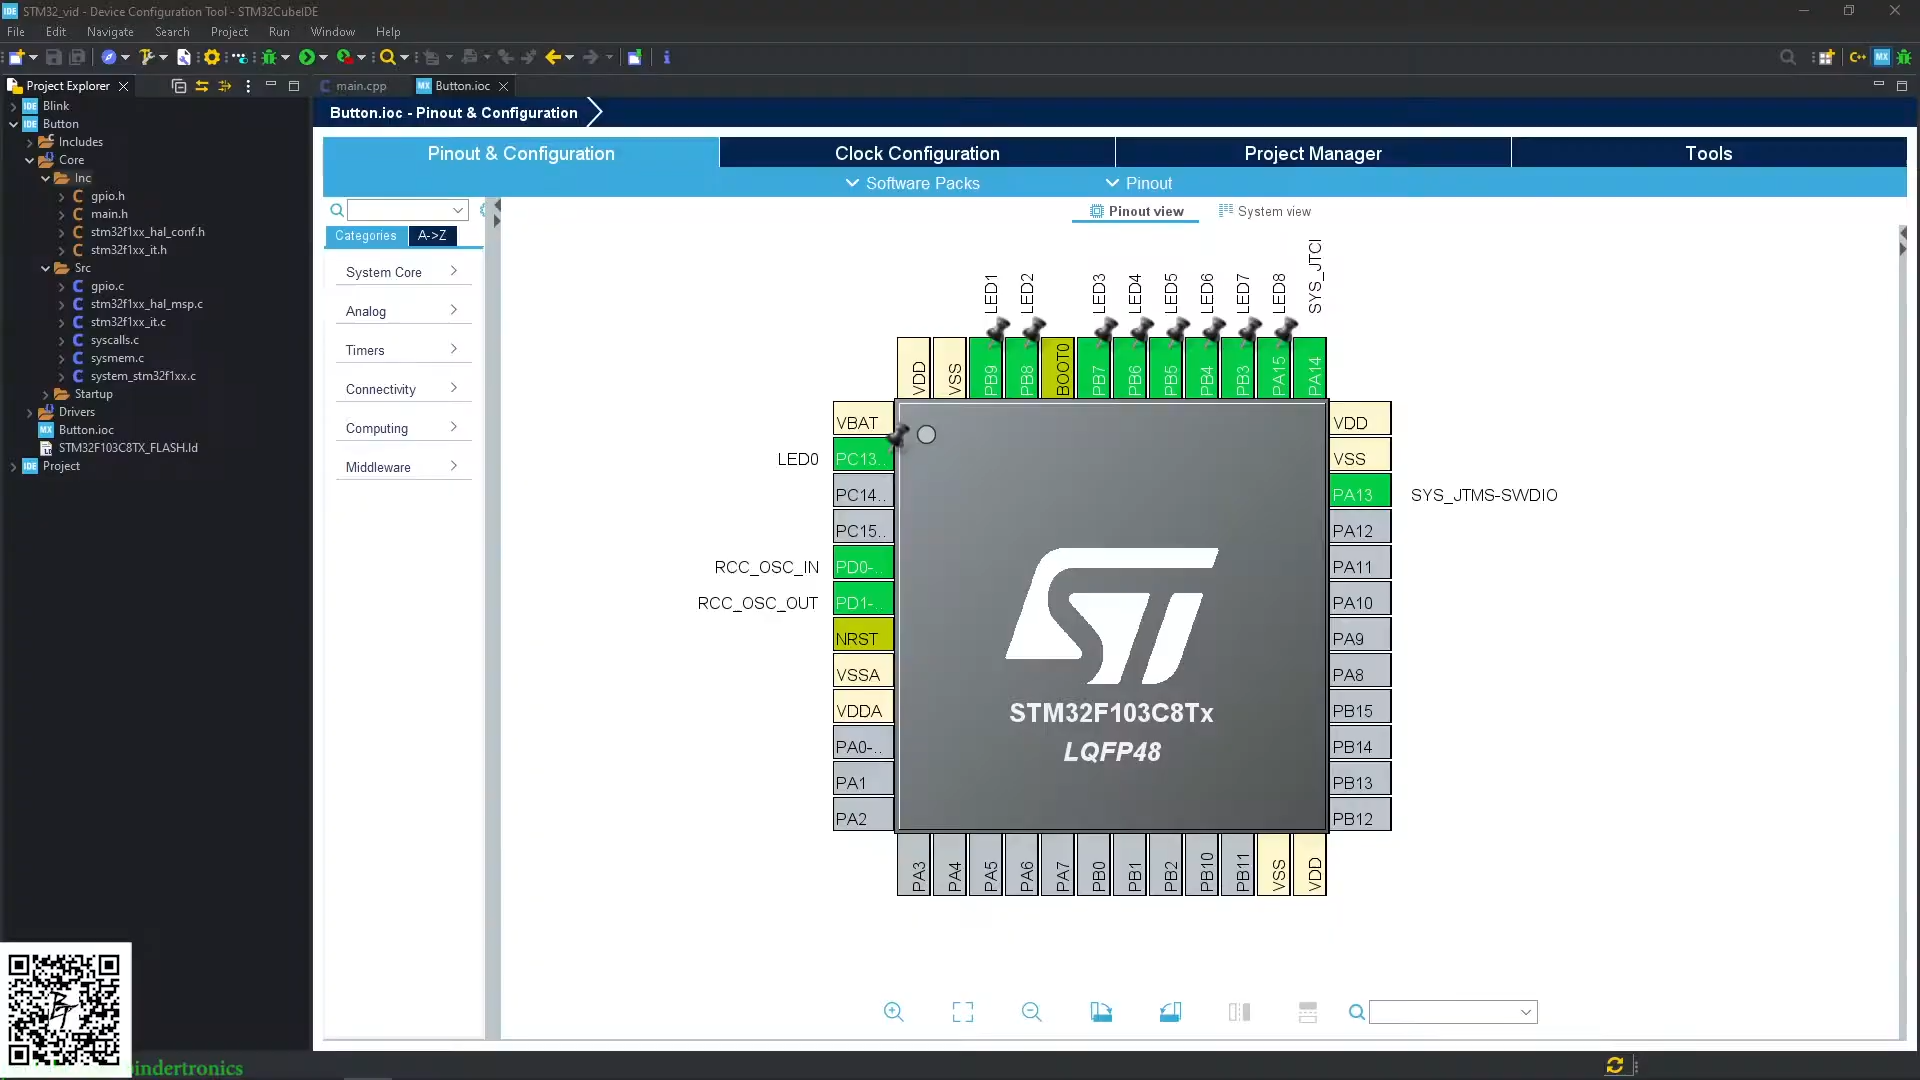 STM32_vid - Device Configuration Tool - STM32CubeIDE
File Edit Navigate Search Project Run Window Help
Project Explorer
main.cpp
Button.ioc
Blink
Button
Includes
Core
Inc
gpio.h
main.h
stm32f1xx_hal_conf.h
stm32f1xx_it.h
Src
gpio.c
stm32f1xx_hal_msp.c
stm32f1xx_it.c
syscalls.c
sysmem.c
system_stm32f1xx.c
Startup
Drivers
Button.ioc
STM32F103C8TX_FLASH.ld
Project
Button.ioc - Pinout & Configuration
Pinout & Configuration
Clock Configuration
Project Manager
Tools
Software Packs
Pinout
Pinout view
System view
Categories
A->Z
System Core
Analog
Timers
Connectivity
Computing
Middleware
LED1
LED2
LED3
LED4
LED5
LED6
LED7
LED8
SYS_JTCI
VDD
VSS
PB9
PB8
BOOT0
PB7
PB6
PB5
PB4
PB3
PA15
PA14
VBAT
LED0
PC13..
PC14..
PC15..
RCC_OSC_IN
PD0-..
RCC_OSC_OUT
PD1-..
NRST
VSSA
VDDA
PA0-..
PA1
PA2
VDD
VSS
PA13
SYS_JTMS-SWDIO
PA12
PA11
PA10
PA9
PA8
PB15
PB14
PB13
PB12
STM32F103C8Tx
LQFP48
PA3
PA4
PA5
PA6
PA7
PB0
PB1
PB2
PB10
PB11
VSS
VDD
indertronics